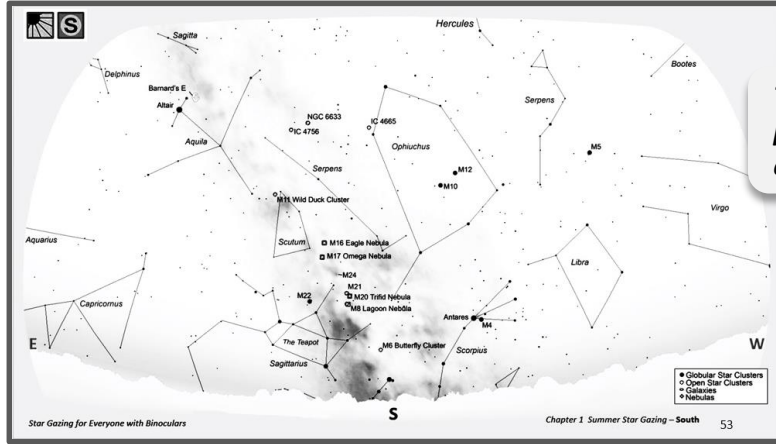 S
Hercules
Sagitta
Bootes
Delphinus
Barnard's E
Altair
Serpens
NGC 6633
IC 4665
IC 4756
Aquila
Ophiuchus
M5
Serpens
M12
M10
M11 Wild Duck Cluster
Virgo
Aquarius
Scutum
M16 Eagle Nebula
M17 Omega Nebula
Libra
M24
M21
M22
M20 Trifid Nebula
Capricornus
M8 Lagoon Nebula
Antares
M4
E
The Teapot
M6 Butterfly Cluster
Scorpius
W
Sagittarius
Globular Star Clusters
Open Star Clusters
Galaxies
Nebulas
S
Star Gazing for Everyone with Binoculars
Chapter 1 Summer Star Gazing – South 53